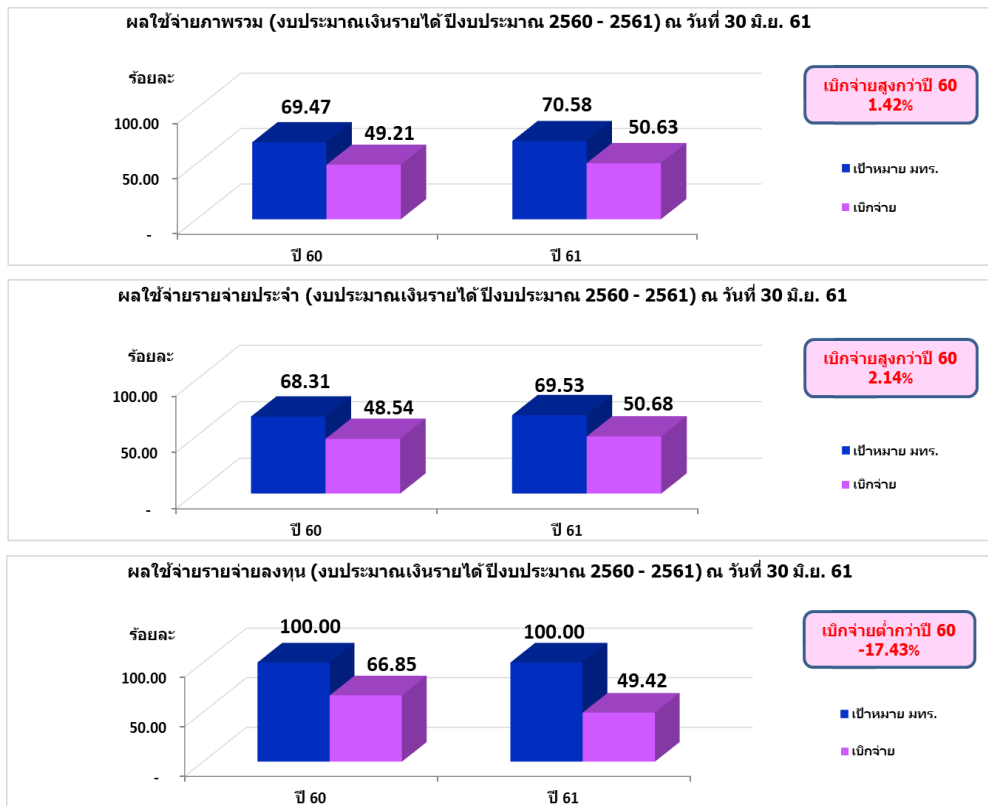 ผลใช้จ่ายภาพรวม (งบประมาณเงินรายได้ ปีงบประมาณ 2560 - 2561) ณ วันที่ 30 มิ.ย. 61
ร้อยละ
เบิกจ่ายสูงกว่าปี 60
1.42%
69.47
49.21
70.58
50.63
100.00
50.00
-
เป้าหมาย มทร.
เบิกจ่าย
ปี 60
ปี 61
ผลใช้จ่ายรายจ่ายประจำ (งบประมาณเงินรายได้ ปีงบประมาณ 2560 - 2561) ณ วันที่ 30 มิ.ย. 61
ร้อยละ
เบิกจ่ายสูงกว่าปี 60
2.14%
68.31
48.54
69.53
50.68
100.00
50.00
-
เป้าหมาย มทร.
เบิกจ่าย
ปี 60
ปี 61
ผลใช้จ่ายรายจ่ายลงทุน (งบประมาณเงินรายได้ ปีงบประมาณ 2560 - 2561) ณ วันที่ 30 มิ.ย. 61
ร้อยละ
เบิกจ่ายต่ำกว่าปี 60
-17.43%
100.00
66.85
100.00
49.42
100.00
50.00
-
เป้าหมาย มทร.
เบิกจ่าย
ปี 60
ปี 61